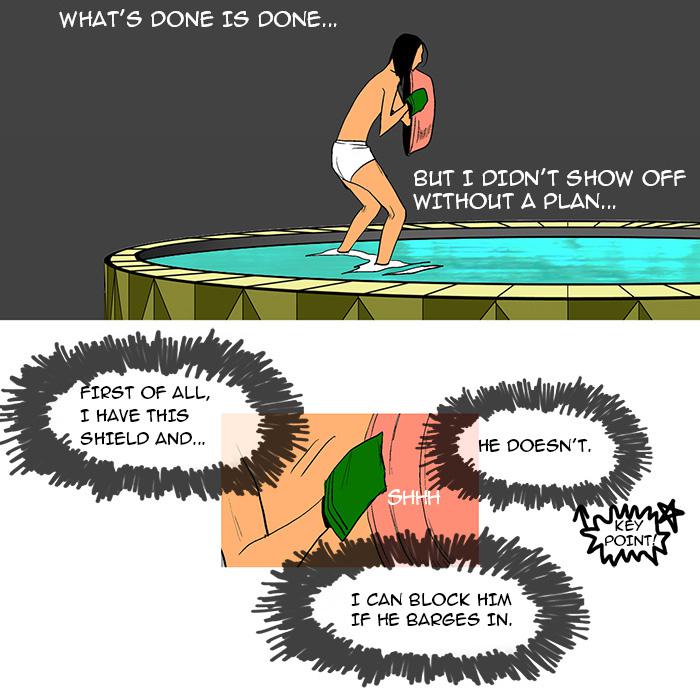 WHAT'S DONE IS DONE...
BUT I DIDN'T SHOW OFF
WITHOUT A PLAN...
FIRST OF ALL,
I HAVE THIS
SHIELD AND...
HE DOESN'T.
SHHH
KEY
POINT!
I CAN BLOCK HIM
IF HE BARGES IN.